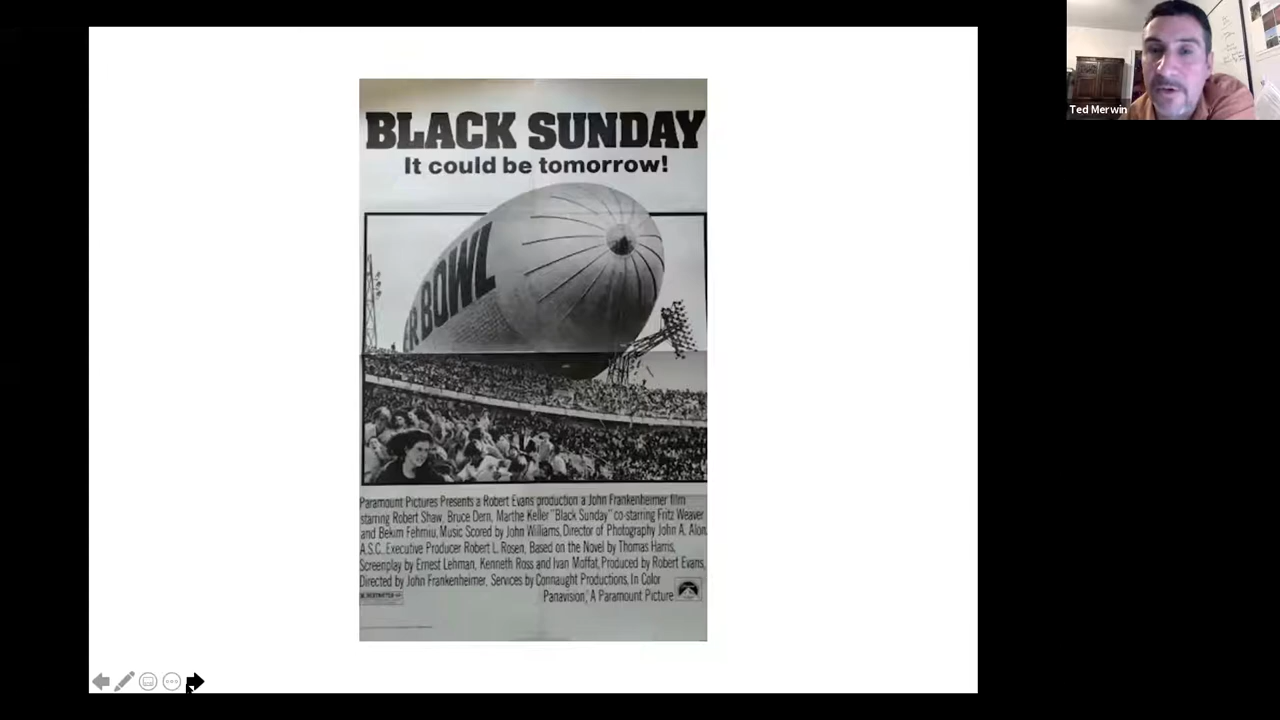 BLACK SUNDAY
It could be tomorrow!
ER BOWL
Paramount Pictures Presents a Robert Evans production a John Frankenheimer film
starring Robert Shaw, Bruce Dern, Marthe Keller "Black Sunday" co-starring Fritz Weaver
and Bekim Fehmiu, Music Scored by John Williams, Director of Photography John A. Alon
A.S.C. Executive Producer Robert L. Rosen, Based on the Novel by Thomas Harris,
Screenplay by Ernest Lehman, Kenneth Ross and Ivan Moffat, Produced by Robert Evans,
Directed by John Frankenheimer, Services by Connaught Productions, In Color
Panavision, A Paramount Picture
R RESTRICTED
Ted Merwin